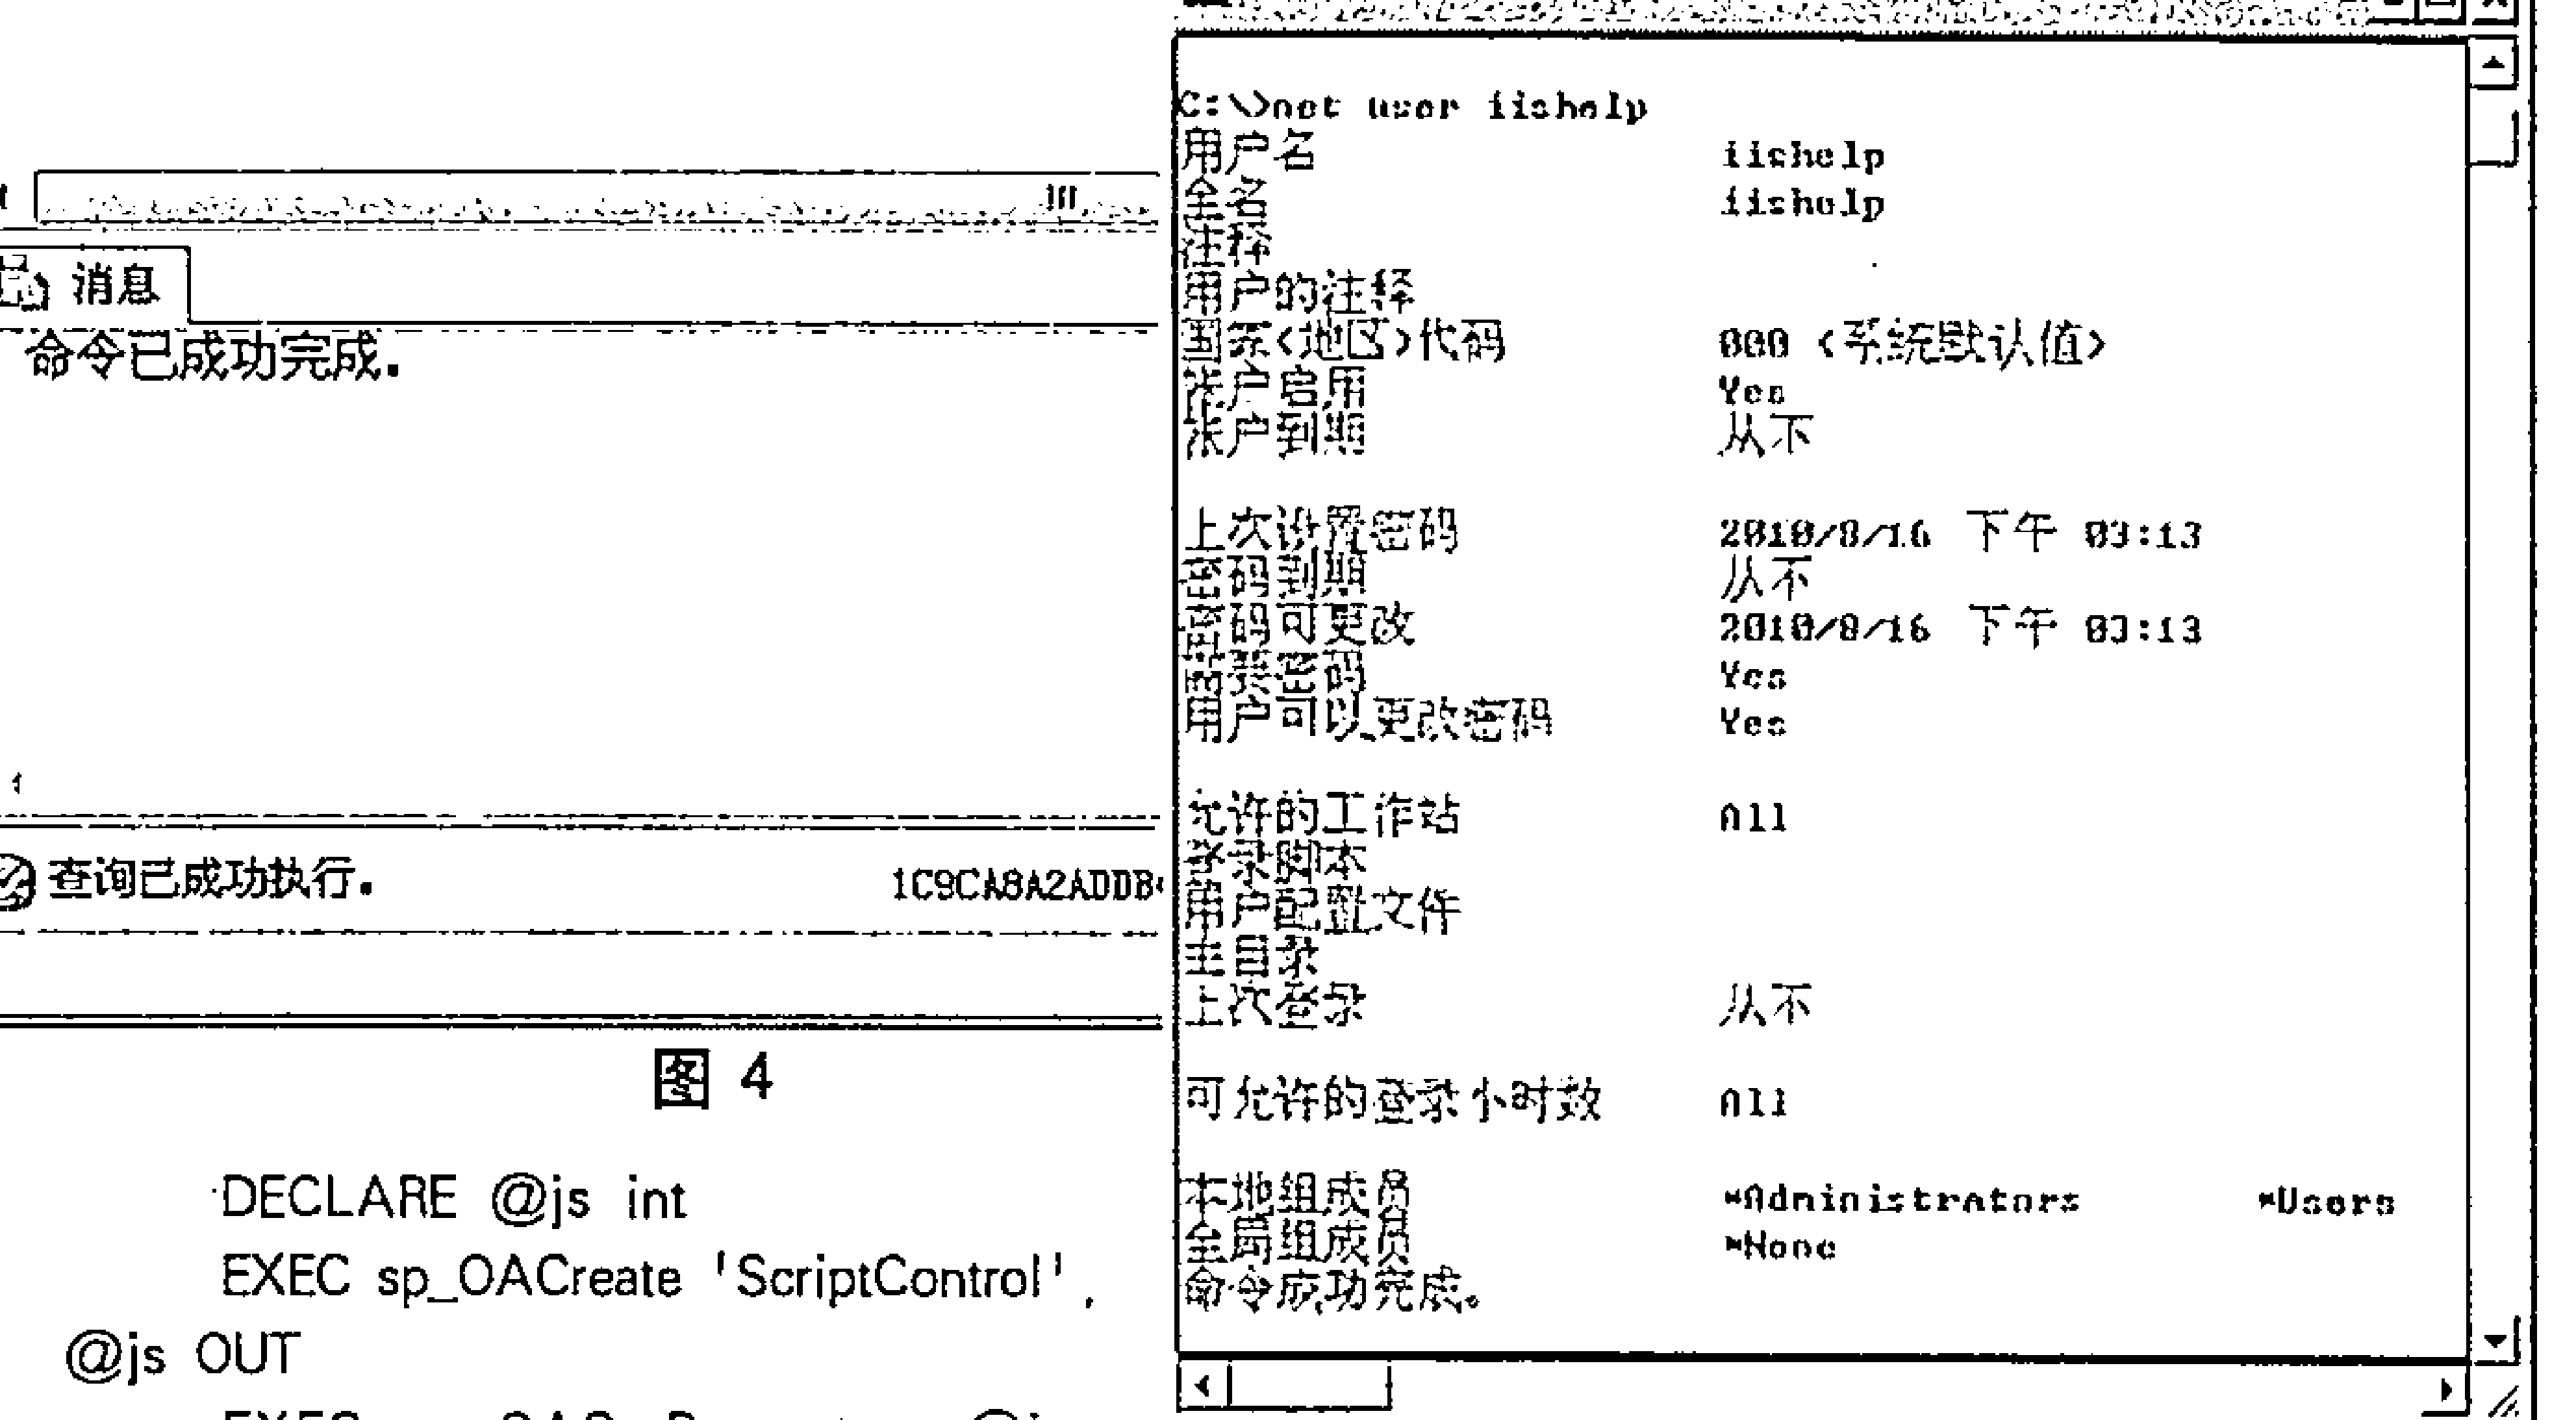 消息
命令已成功完成.
查询已成功执行.
1C9CA8A2ADDB
图 4
DECLARE @js int
EXEC sp_OACreate 'ScriptControl',
@js OUT
C:\>net user iishelp
用户名 iishelp
全名 iishelp
注释
用户的注释
国家(地区)代码 000 (系统默认值)
帐户启用 Yes
帐户到期 从不
上次设置密码 2010/8/16 下午 03:13
密码到期 从不
密码可更改 2010/8/16 下午 03:13
需要密码 Yes
用户可以更改密码 Yes
允许的工作站 All
登录脚本
用户配置文件
主目录
上次登录 从不
可允许的登录小时数 All
本地组成员 *Administrators *Users
全局组成员 *None
命令成功完成。